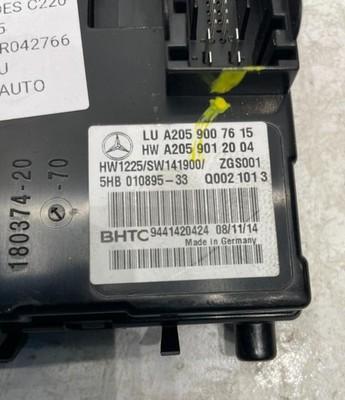 DES C220
5
R042766
U
AUTO
LU A205 900 76 15
HW A205 901 20 04
HW1225/SW141900/ ZGS001
5HB 010895-33 Q002 101 3
BHTC 9441420424 08/11/14
Made in Germany
180374-20
-70